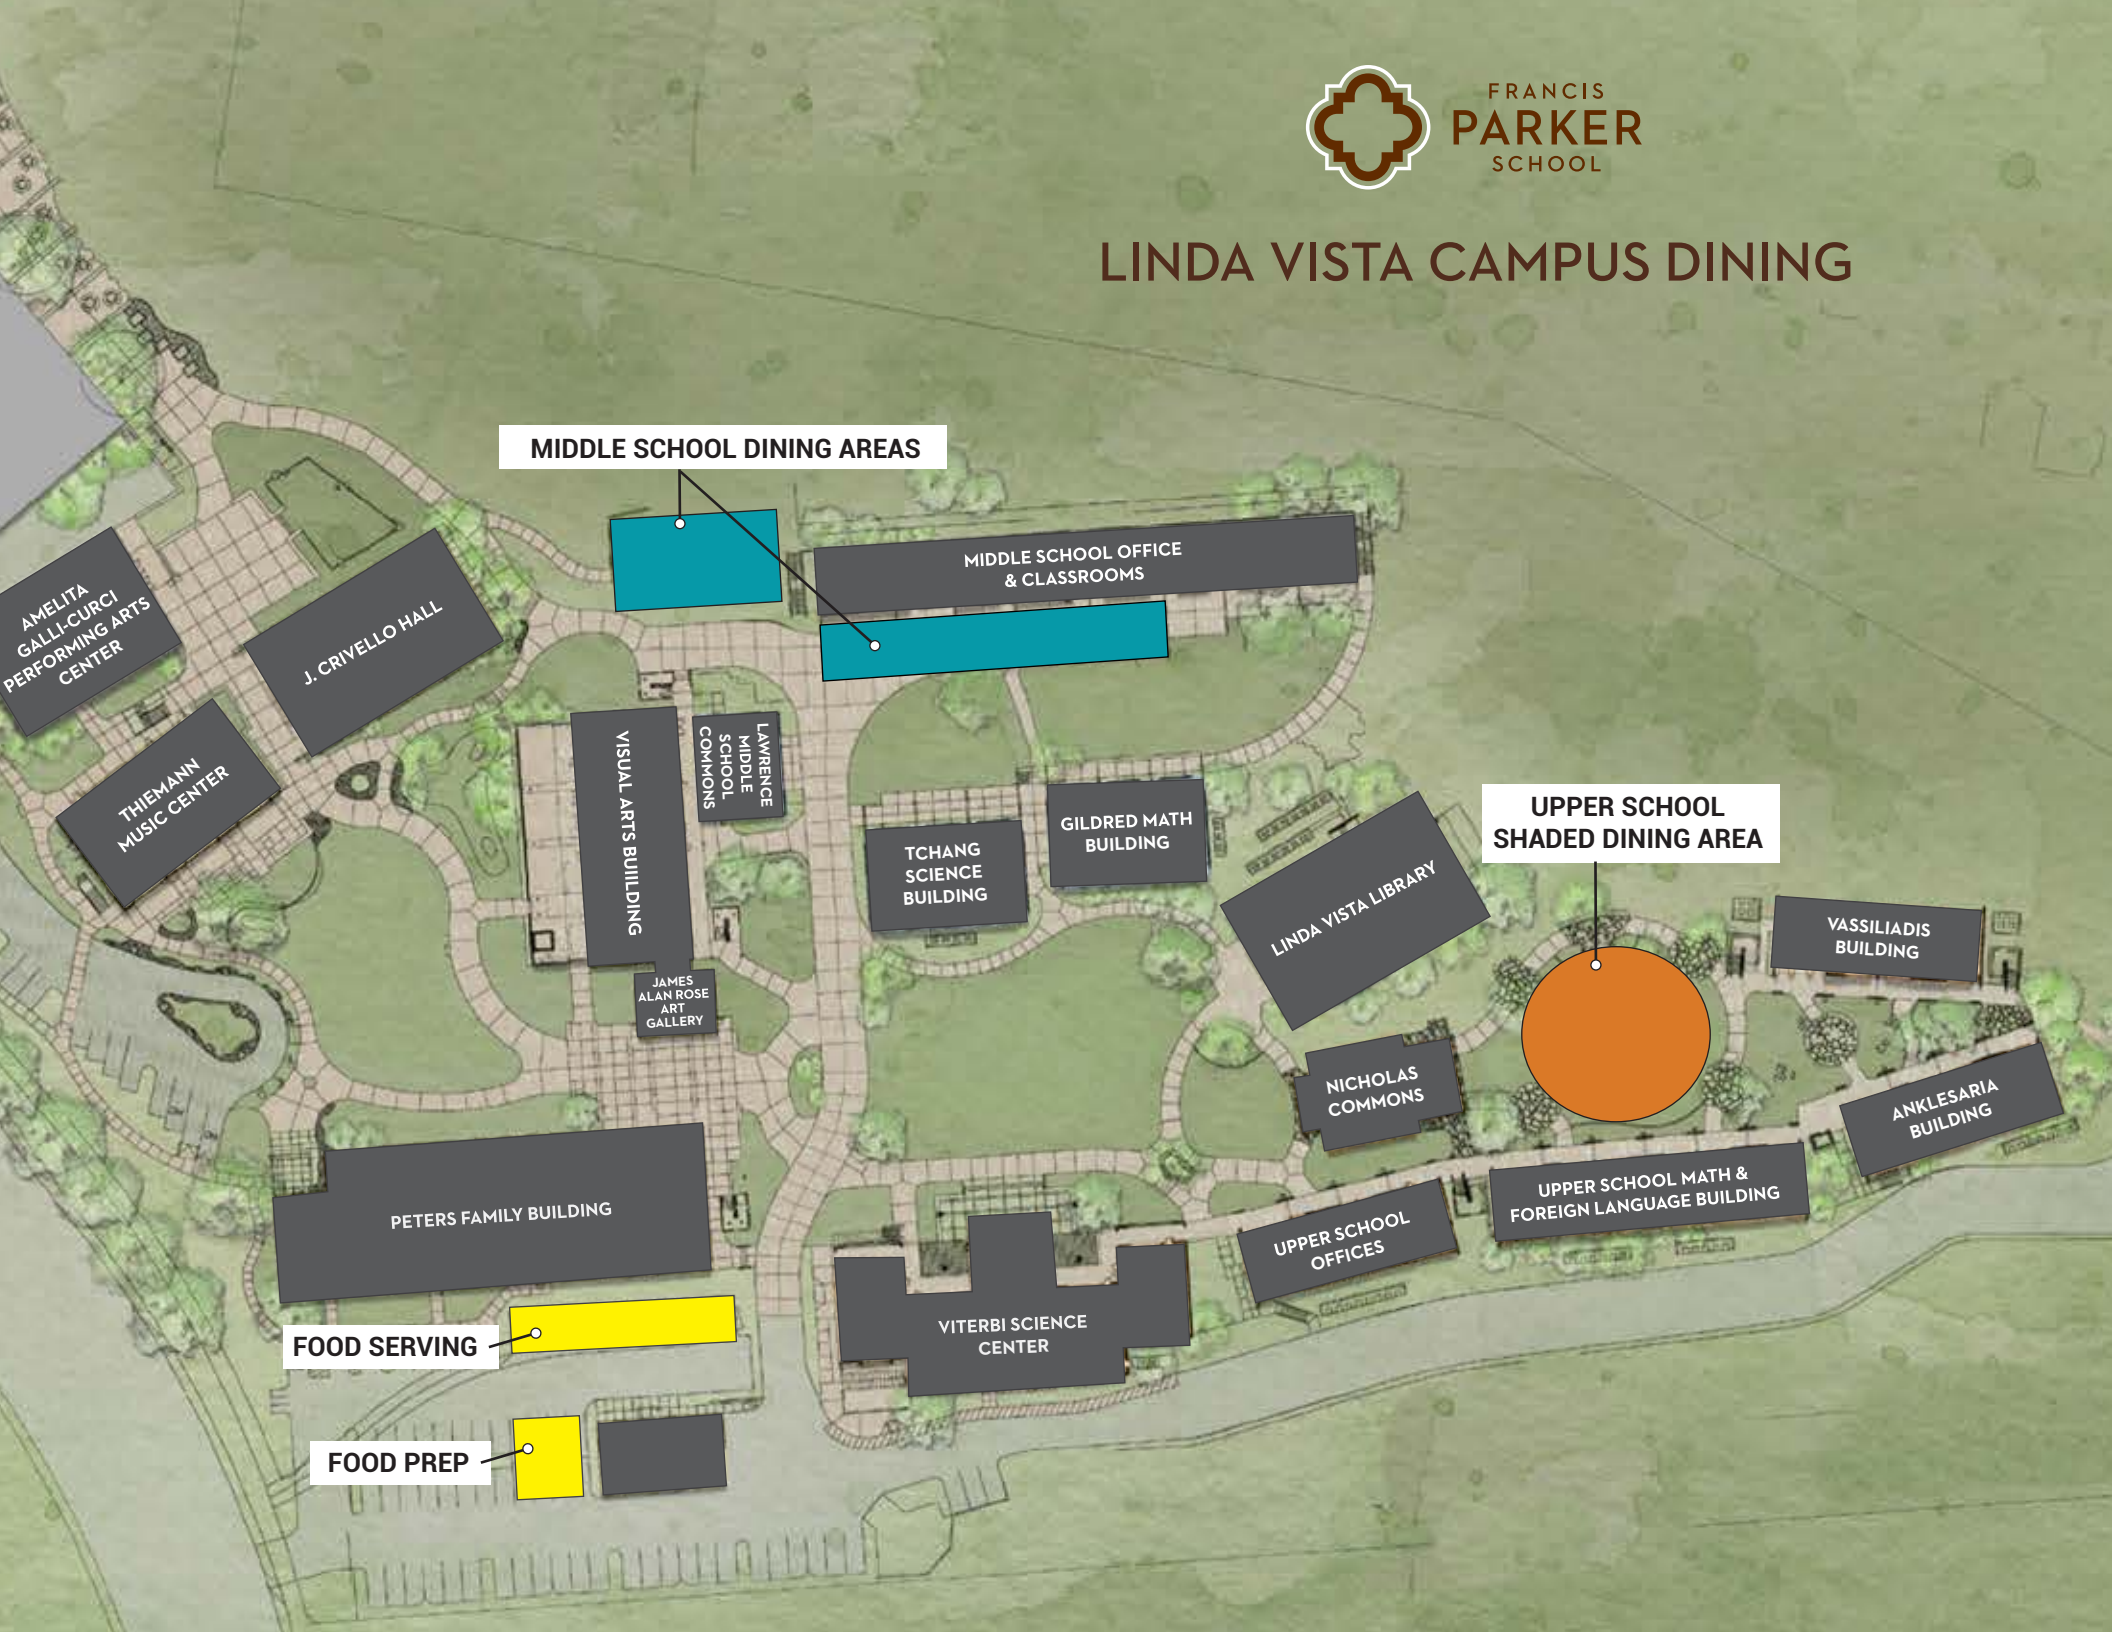 FRANCIS
PARKER
SCHOOL
LINDA VISTA CAMPUS DINING
MIDDLE SCHOOL DINING AREAS
MIDDLE SCHOOL OFFICE
& CLASSROOMS
AMELITA
GALLI-CURCI
PERFORMING ARTS
CENTER
J. CRIVELLO HALL
THIEMANN
MUSIC CENTER
VISUAL ARTS BUIILDING
LAWRENCE
MIDDLE
SCHOOL
COMMONS
JAMES
ALAN ROSE
ART
GALLERY
TCHANG
SCIENCE
BUILDING
GILDRED MATH
BUILDING
LINDA VISTA LIBRARY
UPPER SCHOOL
SHADED DINING AREA
VASSILIADIS
BUILDING
NICHOLAS
COMMONS
ANKLESARIA
BUILDING
UPPER SCHOOL MATH &
FOREIGN LANGUAGE BUILDING
UPPER SCHOOL
OFFICES
PETERS FAMILY BUILDING
VITERBI SCIENCE
CENTER
FOOD SERVING
FOOD PREP